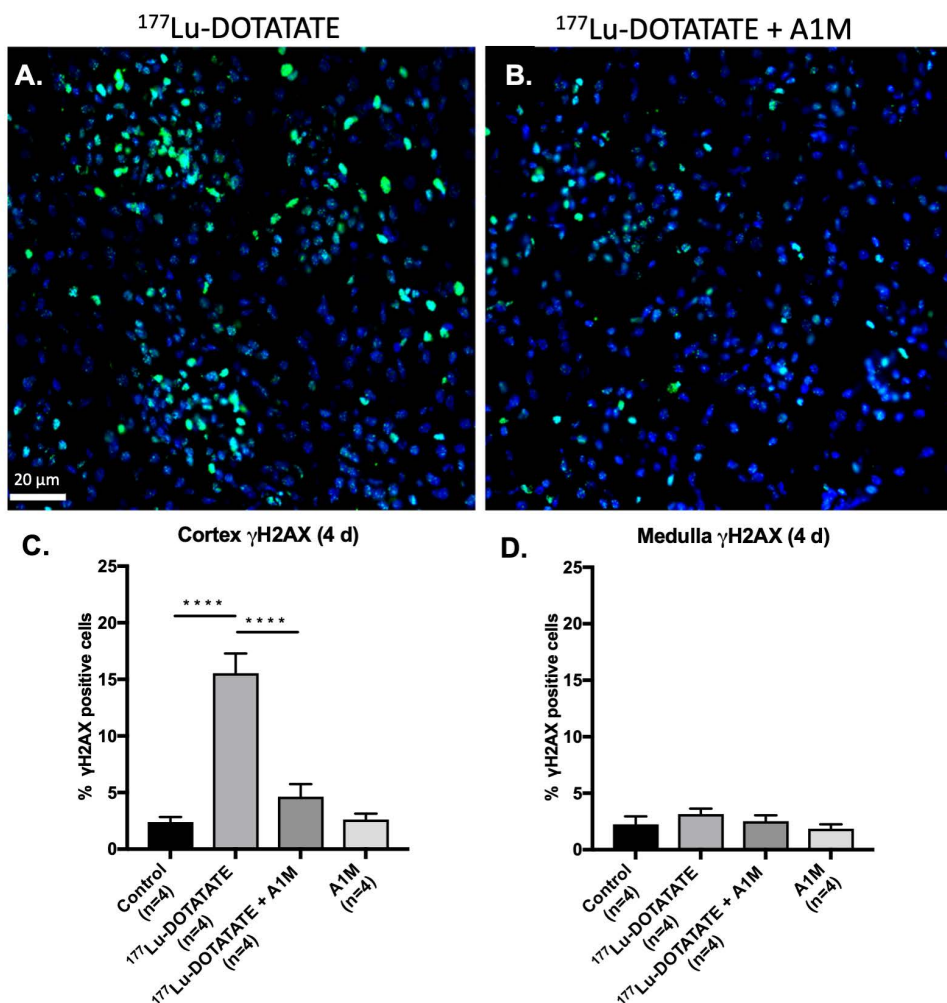 ¹⁷⁷Lu-DOTATATE
¹⁷⁷Lu-DOTATATE + A1M
A.
B.
20 µm
C.
Cortex γH2AX (4 d)
% γH2AX positive cells
25
20
15
10
5
0
****
****
Control
(n=4)
¹⁷⁷Lu-DOTATATE
(n=4)
¹⁷⁷Lu-DOTATATE + A1M
(n=4)
A1M
(n=4)
D.
Medulla γH2AX (4 d)
% γH2AX positive cells
25
20
15
10
5
0
Control
(n=4)
¹⁷⁷Lu-DOTATATE
(n=4)
¹⁷⁷Lu-DOTATATE + A1M
(n=4)
A1M
(n=4)